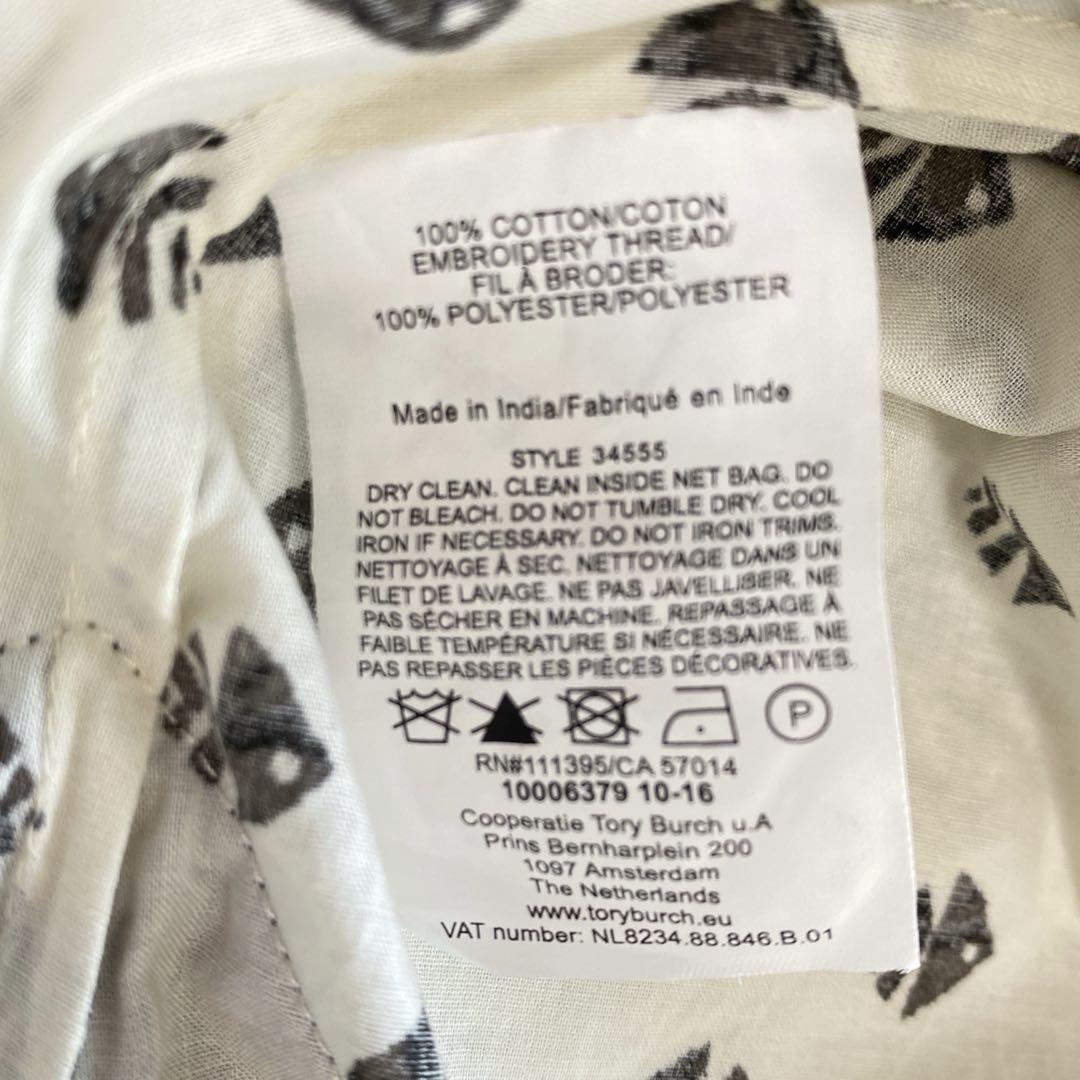 100% COTTON/COTON
EMBROIDERY THREAD/
FIL À BRODER:
100% POLYESTER/POLYESTER
Made in India/Fabriqué en Inde
STYLE 34555
DRY CLEAN. CLEAN INSIDE NET BAG. DO
NOT BLEACH. DO NOT TUMBLE DRY. COOL
IRON IF NECESSARY. DO NOT IRON TRIMS.
NETTOYAGE À SEC. NETTOYAGE DANS UN
FILET DE LAVAGE. NE PAS JAVELLISER. NE
PAS SÉCHER EN MACHINE. REPASSAGE À
FAIBLE TEMPÉRATURE SI NÉCESSAIRE. NE
PAS REPASSER LES PIÈCES DÉCORATIVES.
P
RN#111395/CA 57014
10006379 10-16
Cooperatie Tory Burch u.A
Prins Bernharplein 200
1097 Amsterdam
The Netherlands
www.toryburch.eu
VAT number: NL8234.88.846.B.01